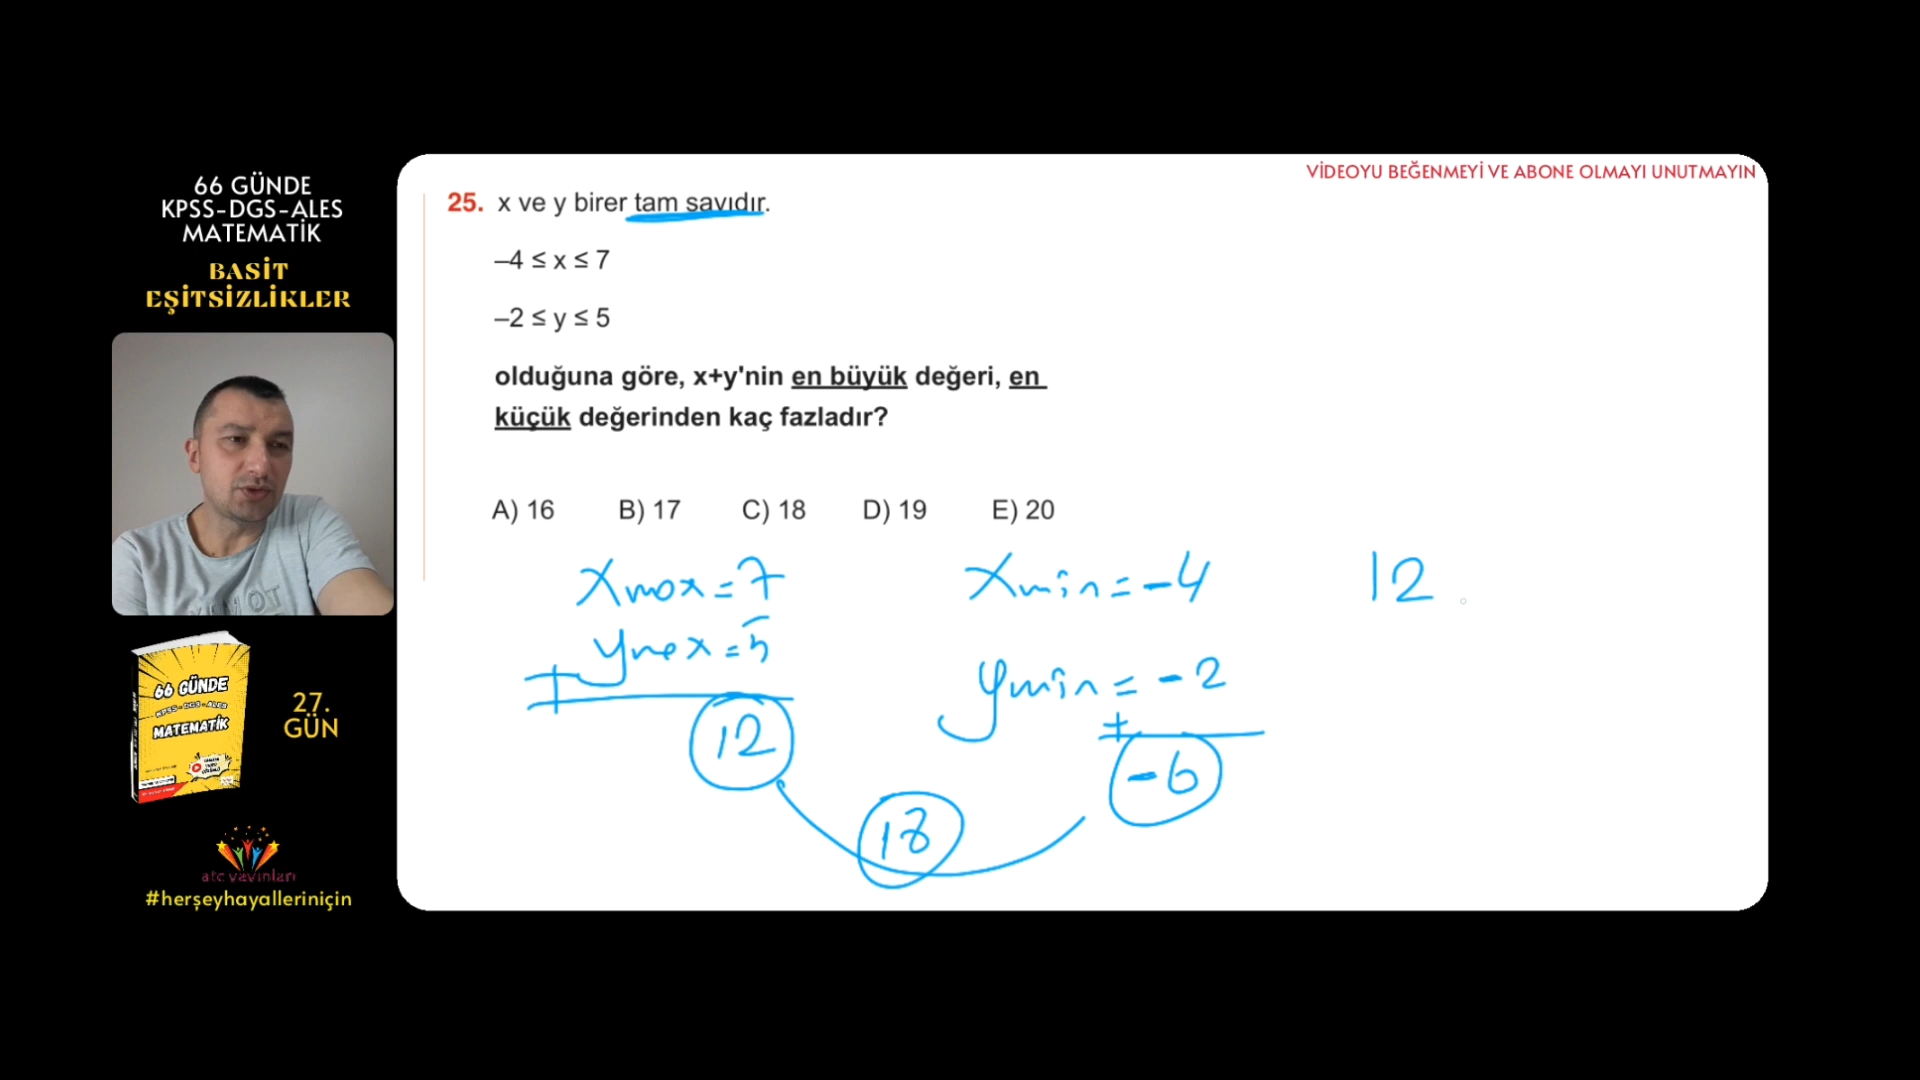 66 GÜNDE
KPSS-DGS-ALES
MATEMATİK
BASİT
EŞİTSİZLİKLER
66 GÜNDE
KPSS-DGS-ALES
MATEMATİK
27.
GÜN
atc yayınları
#herşeyhayalleriniçin
VİDEOYU BEĞENMEYİ VE ABONE OLMAYI UNUTMAYIN
25. x ve y birer tam sayıdır.
–4 ≤ x ≤ 7
–2 ≤ y ≤ 5
olduğuna göre, x+y'nin en büyük değeri, en
küçük değerinden kaç fazladır?
A) 16 B) 17 C) 18 D) 19 E) 20
xmax = 7 xmin = -4 12
ymax = 5 ymin = -2
+ +
12 -6
18